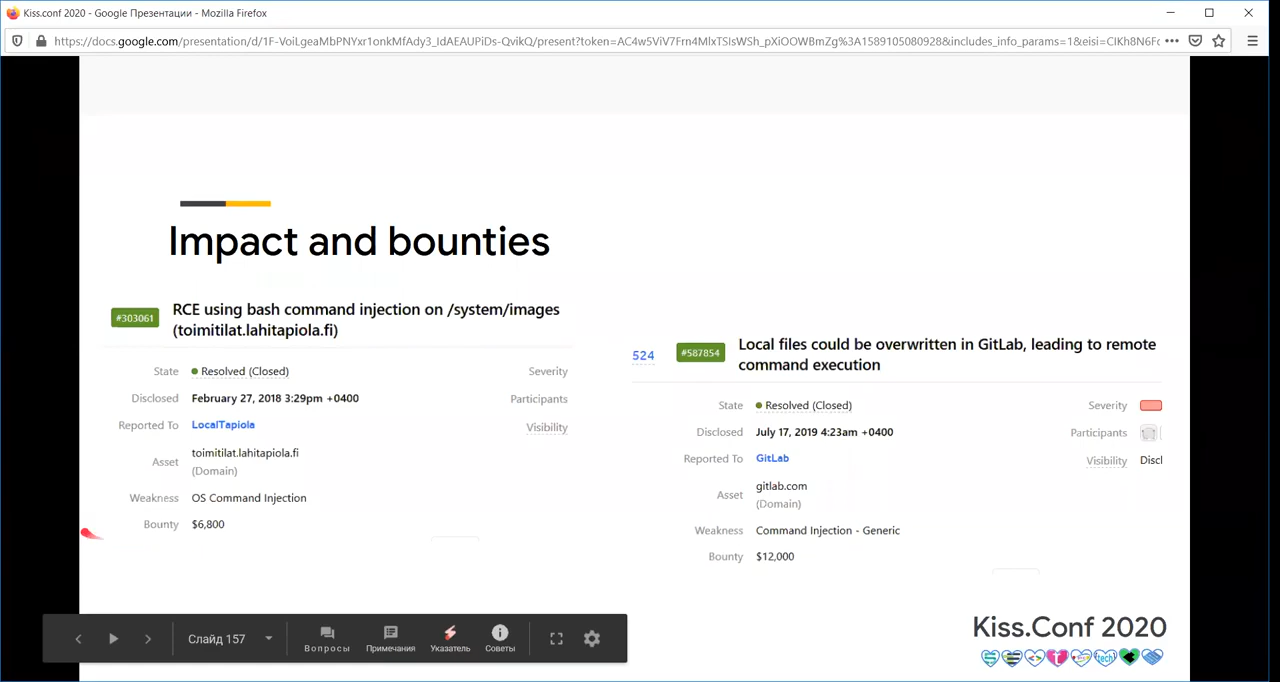 Kiss.conf 2020 - Google Презентации - Mozilla Firefox
https://docs.google.com/presentation/d/1F-VoiLgeaMbPNYxr1onkMfAdy3_IdAEAUPiDs-QvikQ/present?token=AC4w5ViV7Frn4MlxTSIsWSh_pXiOOWBmZg%3A1589105080928&includes_info_params=1&eisi=CIKh8N6Fc
Impact and bounties
#303061
RCE using bash command injection on /system/images
(toimitilat.lahitapiola.fi)
State Resolved (Closed) Severity
Disclosed February 27, 2018 3:29pm +0400 Participants
Reported To LocalTapiola Visibility
Asset toimitilat.lahitapiola.fi
(Domain)
Weakness OS Command Injection
Bounty $6,800
524 #587854
Local files could be overwritten in GitLab, leading to remote
command execution
State Resolved (Closed) Severity
Disclosed July 17, 2019 4:23am +0400 Participants
Reported To GitLab Visibility Discl
Asset gitlab.com
(Domain)
Weakness Command Injection - Generic
Bounty $12,000
Слайд 157 Вопросы Примечания Указатель Советы
Kiss.Conf 2020